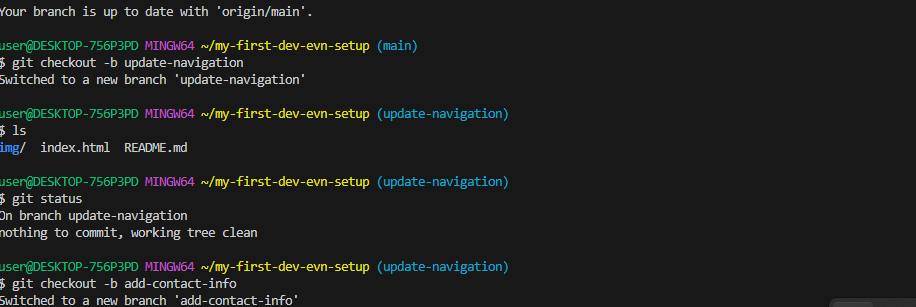 Your branch is up to date with 'origin/main'.
user@DESKTOP-756P3PD MINGW64 ~/my-first-dev-evn-setup (main)
$ git checkout -b update-navigation
Switched to a new branch 'update-navigation'
user@DESKTOP-756P3PD MINGW64 ~/my-first-dev-evn-setup (update-navigation)
$ ls
img/  index.html  README.md
user@DESKTOP-756P3PD MINGW64 ~/my-first-dev-evn-setup (update-navigation)
$ git status
On branch update-navigation
nothing to commit, working tree clean
user@DESKTOP-756P3PD MINGW64 ~/my-first-dev-evn-setup (update-navigation)
$ git checkout -b add-contact-info
Switched to a new branch 'add-contact-info'